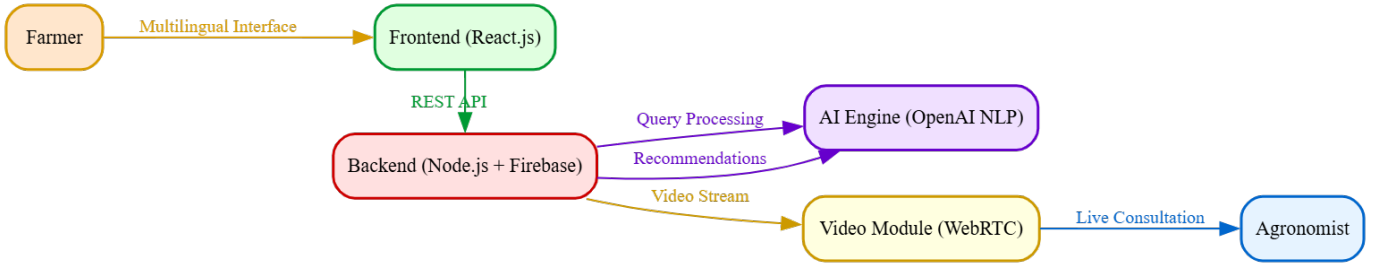 Farmer
Multilingual Interface
Frontend (React.js)
REST API
Backend (Node.js + Firebase)
Query Processing
Recommendations
AI Engine (OpenAI NLP)
Video Stream
Video Module (WebRTC)
Live Consultation
Agronomist